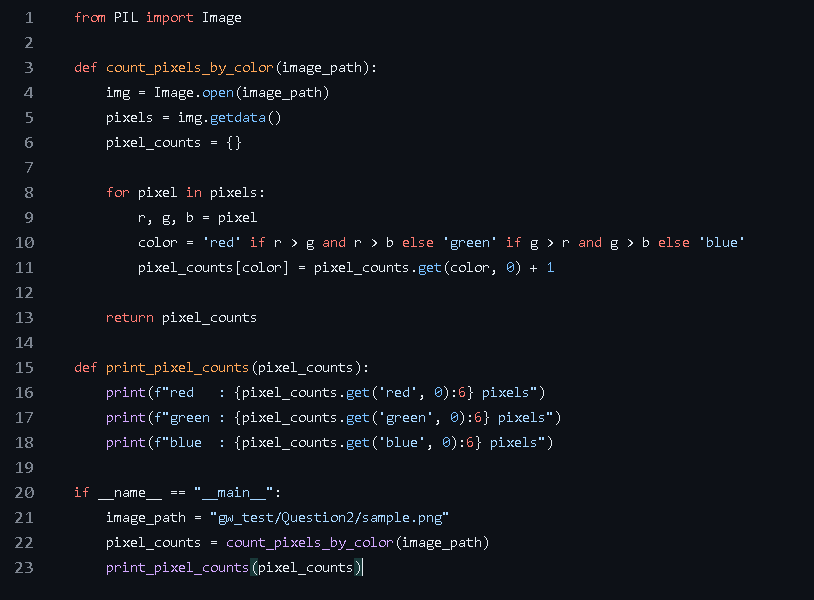 1 from PIL import Image
2
3 def count_pixels_by_color(image_path):
4     img = Image.open(image_path)
5     pixels = img.getdata()
6     pixel_counts = {}
7
8     for pixel in pixels:
9         r, g, b = pixel
10         color = 'red' if r > g and r > b else 'green' if g > r and g > b else 'blue'
11         pixel_counts[color] = pixel_counts.get(color, 0) + 1
12
13     return pixel_counts
14
15 def print_pixel_counts(pixel_counts):
16     print(f"red   : {pixel_counts.get('red', 0):6} pixels")
17     print(f"green : {pixel_counts.get('green', 0):6} pixels")
18     print(f"blue  : {pixel_counts.get('blue', 0):6} pixels")
19
20 if __name__ == "__main__":
21     image_path = "gw_test/Question2/sample.png"
22     pixel_counts = count_pixels_by_color(image_path)
23     print_pixel_counts(pixel_counts)